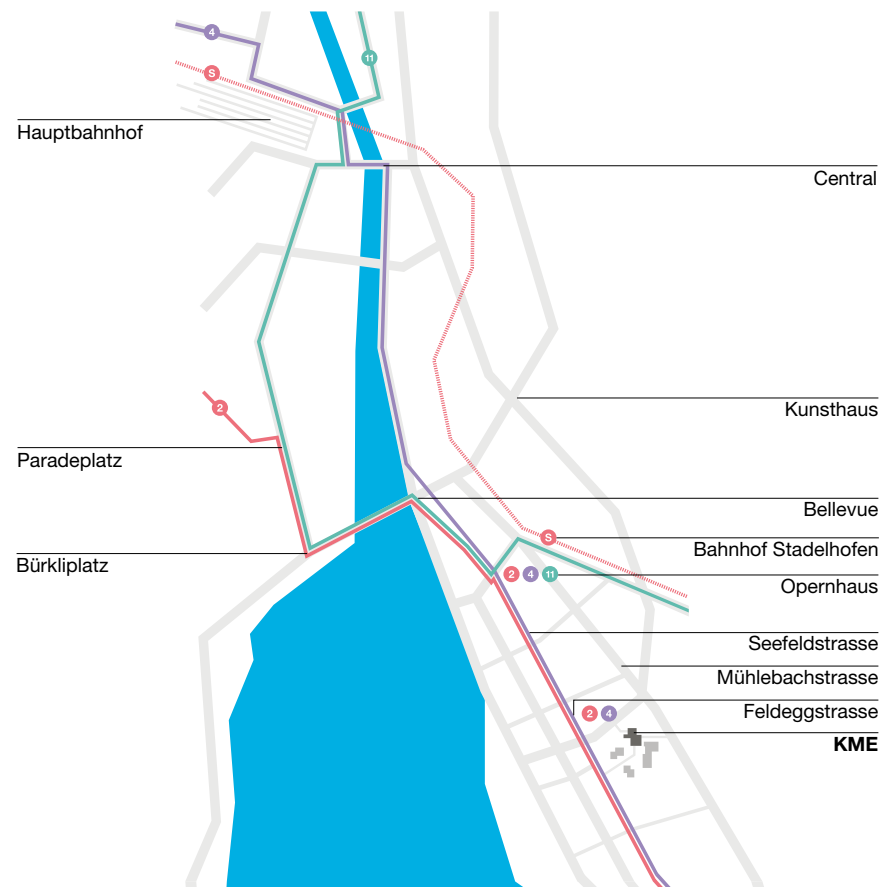 4
S
11
Hauptbahnhof
Central
2
Kunsthaus
Paradeplatz
Bellevue
S
Bahnhof Stadelhofen
Bürkliplatz
2 4 11
Opernhaus
Seefeldstrasse
Mühlebachstrasse
2 4
Feldeggstrasse
KME